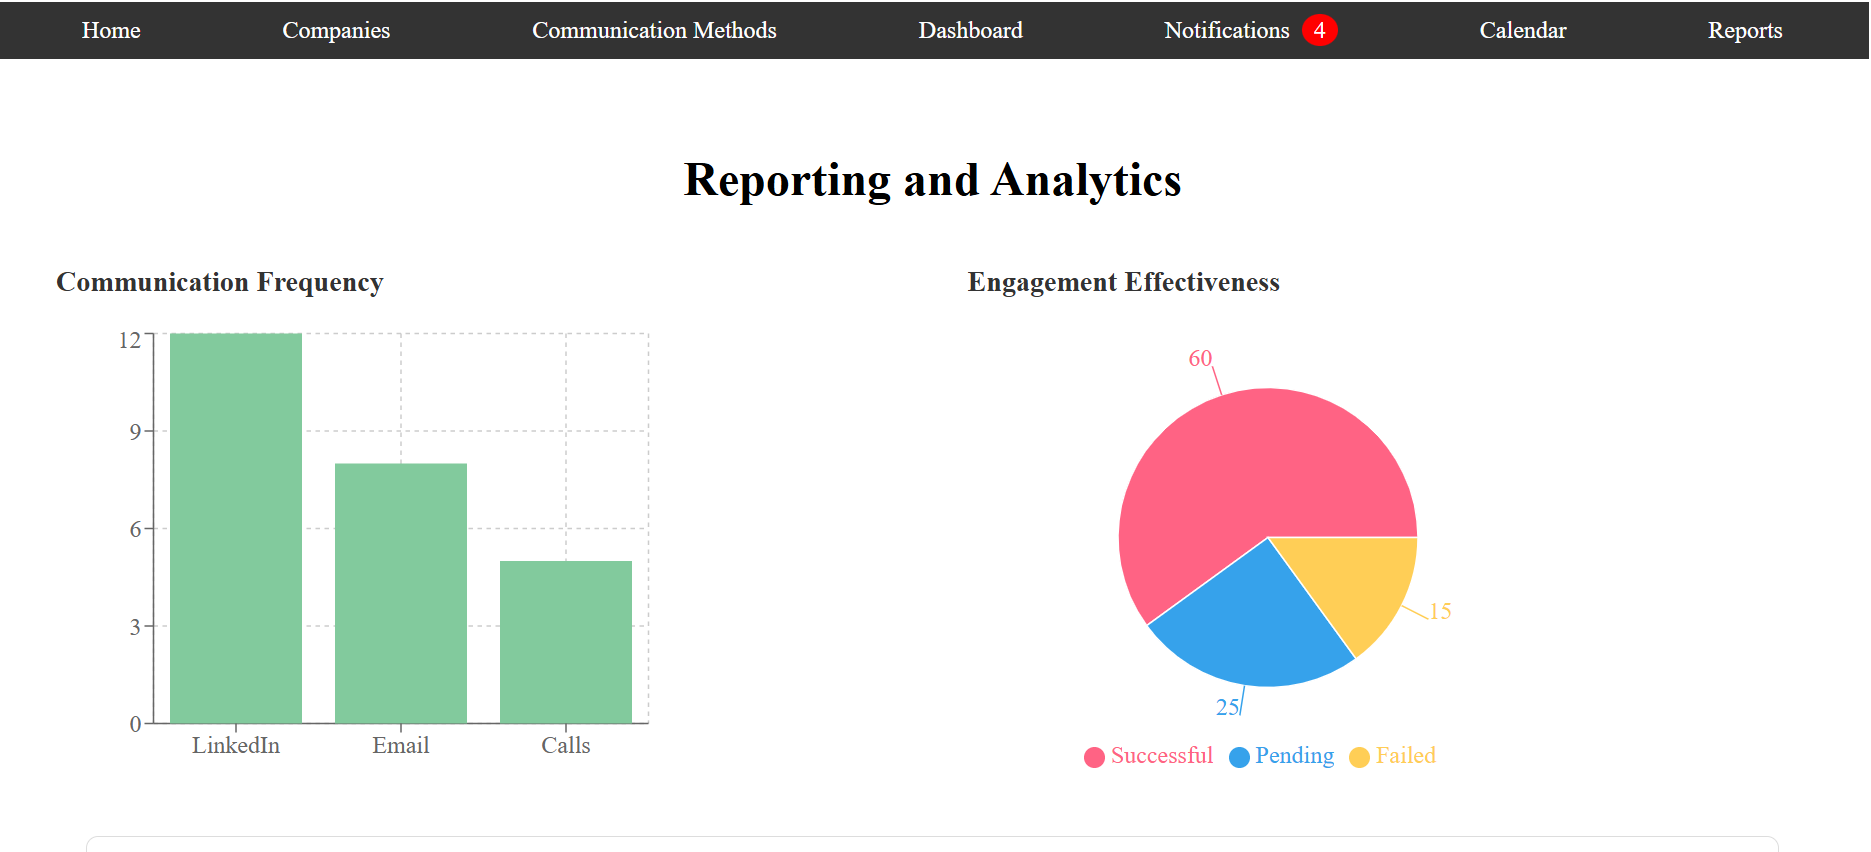 Home Companies Communication Methods Dashboard Notifications 4 Calendar Reports
Reporting and Analytics
Communication Frequency
12
9
6
3
0
LinkedIn Email Calls
Engagement Effectiveness
60
15
25
Successful Pending Failed